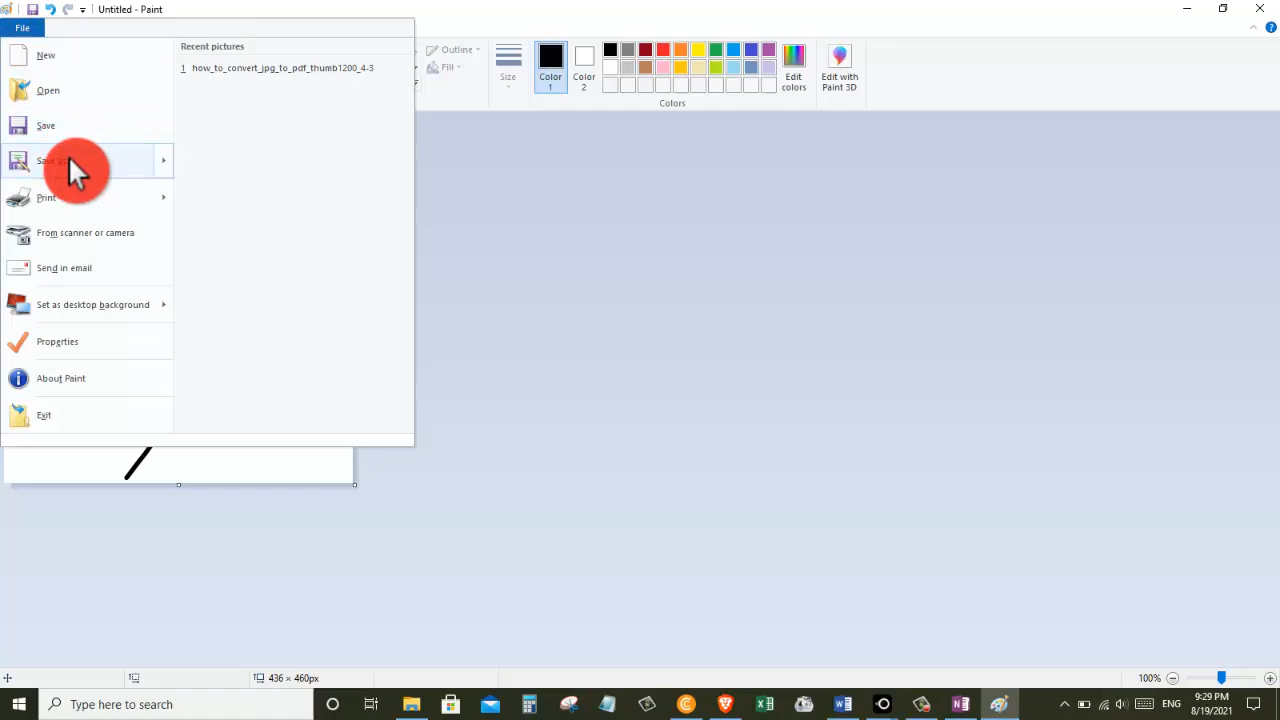 Untitled - Paint
File
New
Open
Save
Save as
Print
From scanner or camera
Send in email
Set as desktop background
Properties
About Paint
Exit
Recent pictures
1 how_to_convert_jpg_to_pdf_thumb1200_4-3
Outline
Fill
Size
Color 1
Color 2
Edit colors
Edit with Paint 3D
Colors
436 × 460px
100%
Type here to search
ENG
9:29 PM
8/19/2021